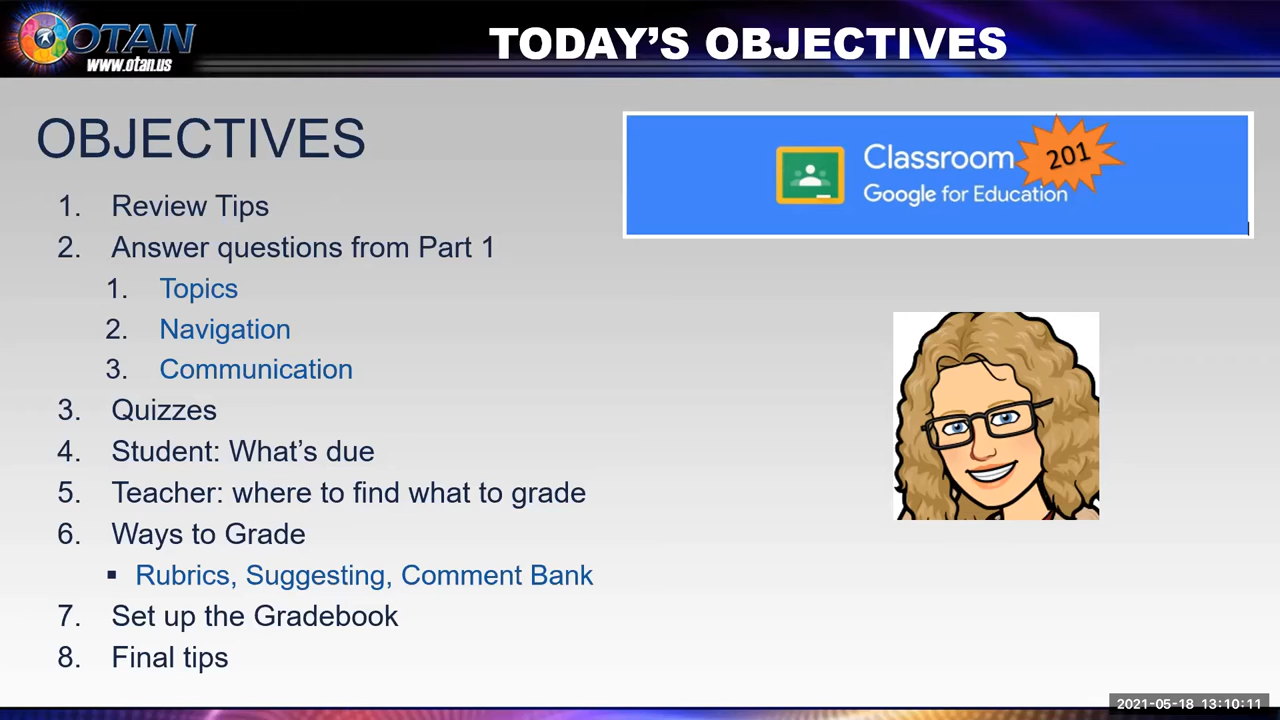 OTAN
www.otan.us
TODAY'S OBJECTIVES
OBJECTIVES
Classroom
201
Google for Education
1. Review Tips
2. Answer questions from Part 1
1. Topics
2. Navigation
3. Communication
3. Quizzes
4. Student: What's due
5. Teacher: where to find what to grade
6. Ways to Grade
▪ Rubrics, Suggesting, Comment Bank
7. Set up the Gradebook
8. Final tips
2021-05-18 13:10:11